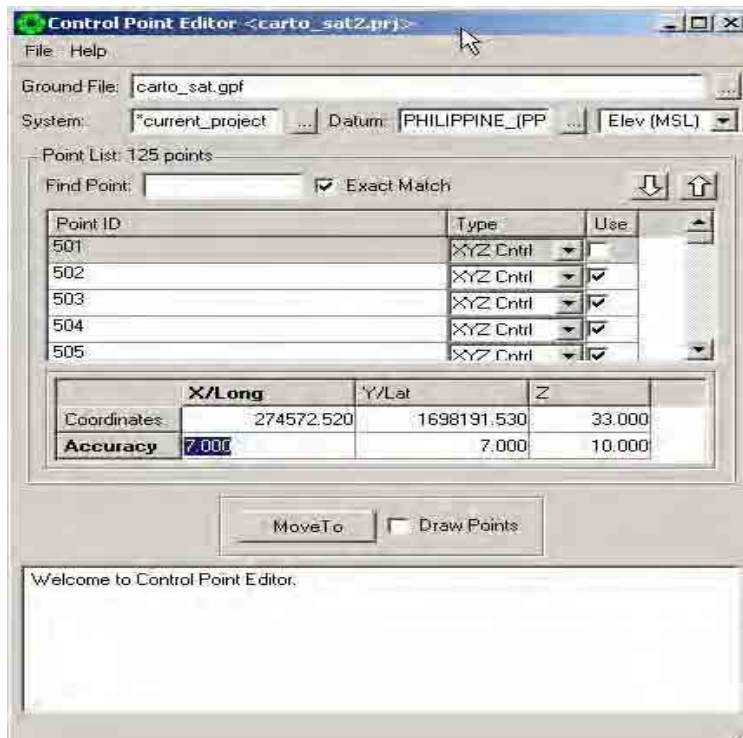 Control Point Editor <carto_sat2.prj>
File Help
Ground File: carto_sat.gpf ...
System: *current_project ... Datum: PHILIPPINE_(PP ... Elev (MSL)
Point List: 125 points
Find Point: Exact Match
Point ID Type Use
501 XYZ Cntrl
502 XYZ Cntrl
503 XYZ Cntrl
504 XYZ Cntrl
505 XYZ Cntrl
X/Long Y/Lat Z
Coordinates 274572.520 1698191.530 33.000
Accuracy 7.000 7.000 10.000
MoveTo Draw Points
Welcome to Control Point Editor.